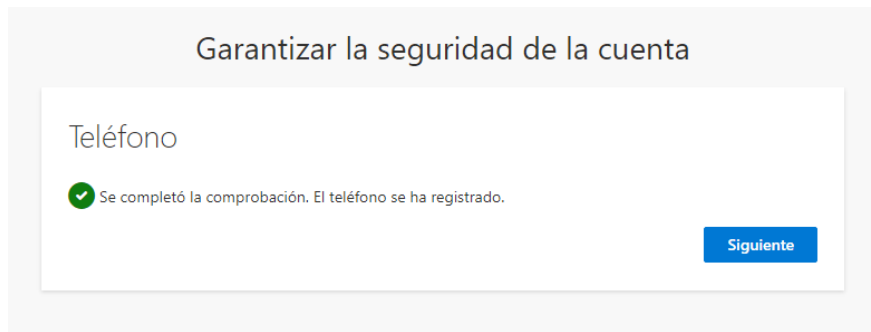 Garantizar la seguridad de la cuenta
Teléfono
Se completó la comprobación. El teléfono se ha registrado.
Siguiente